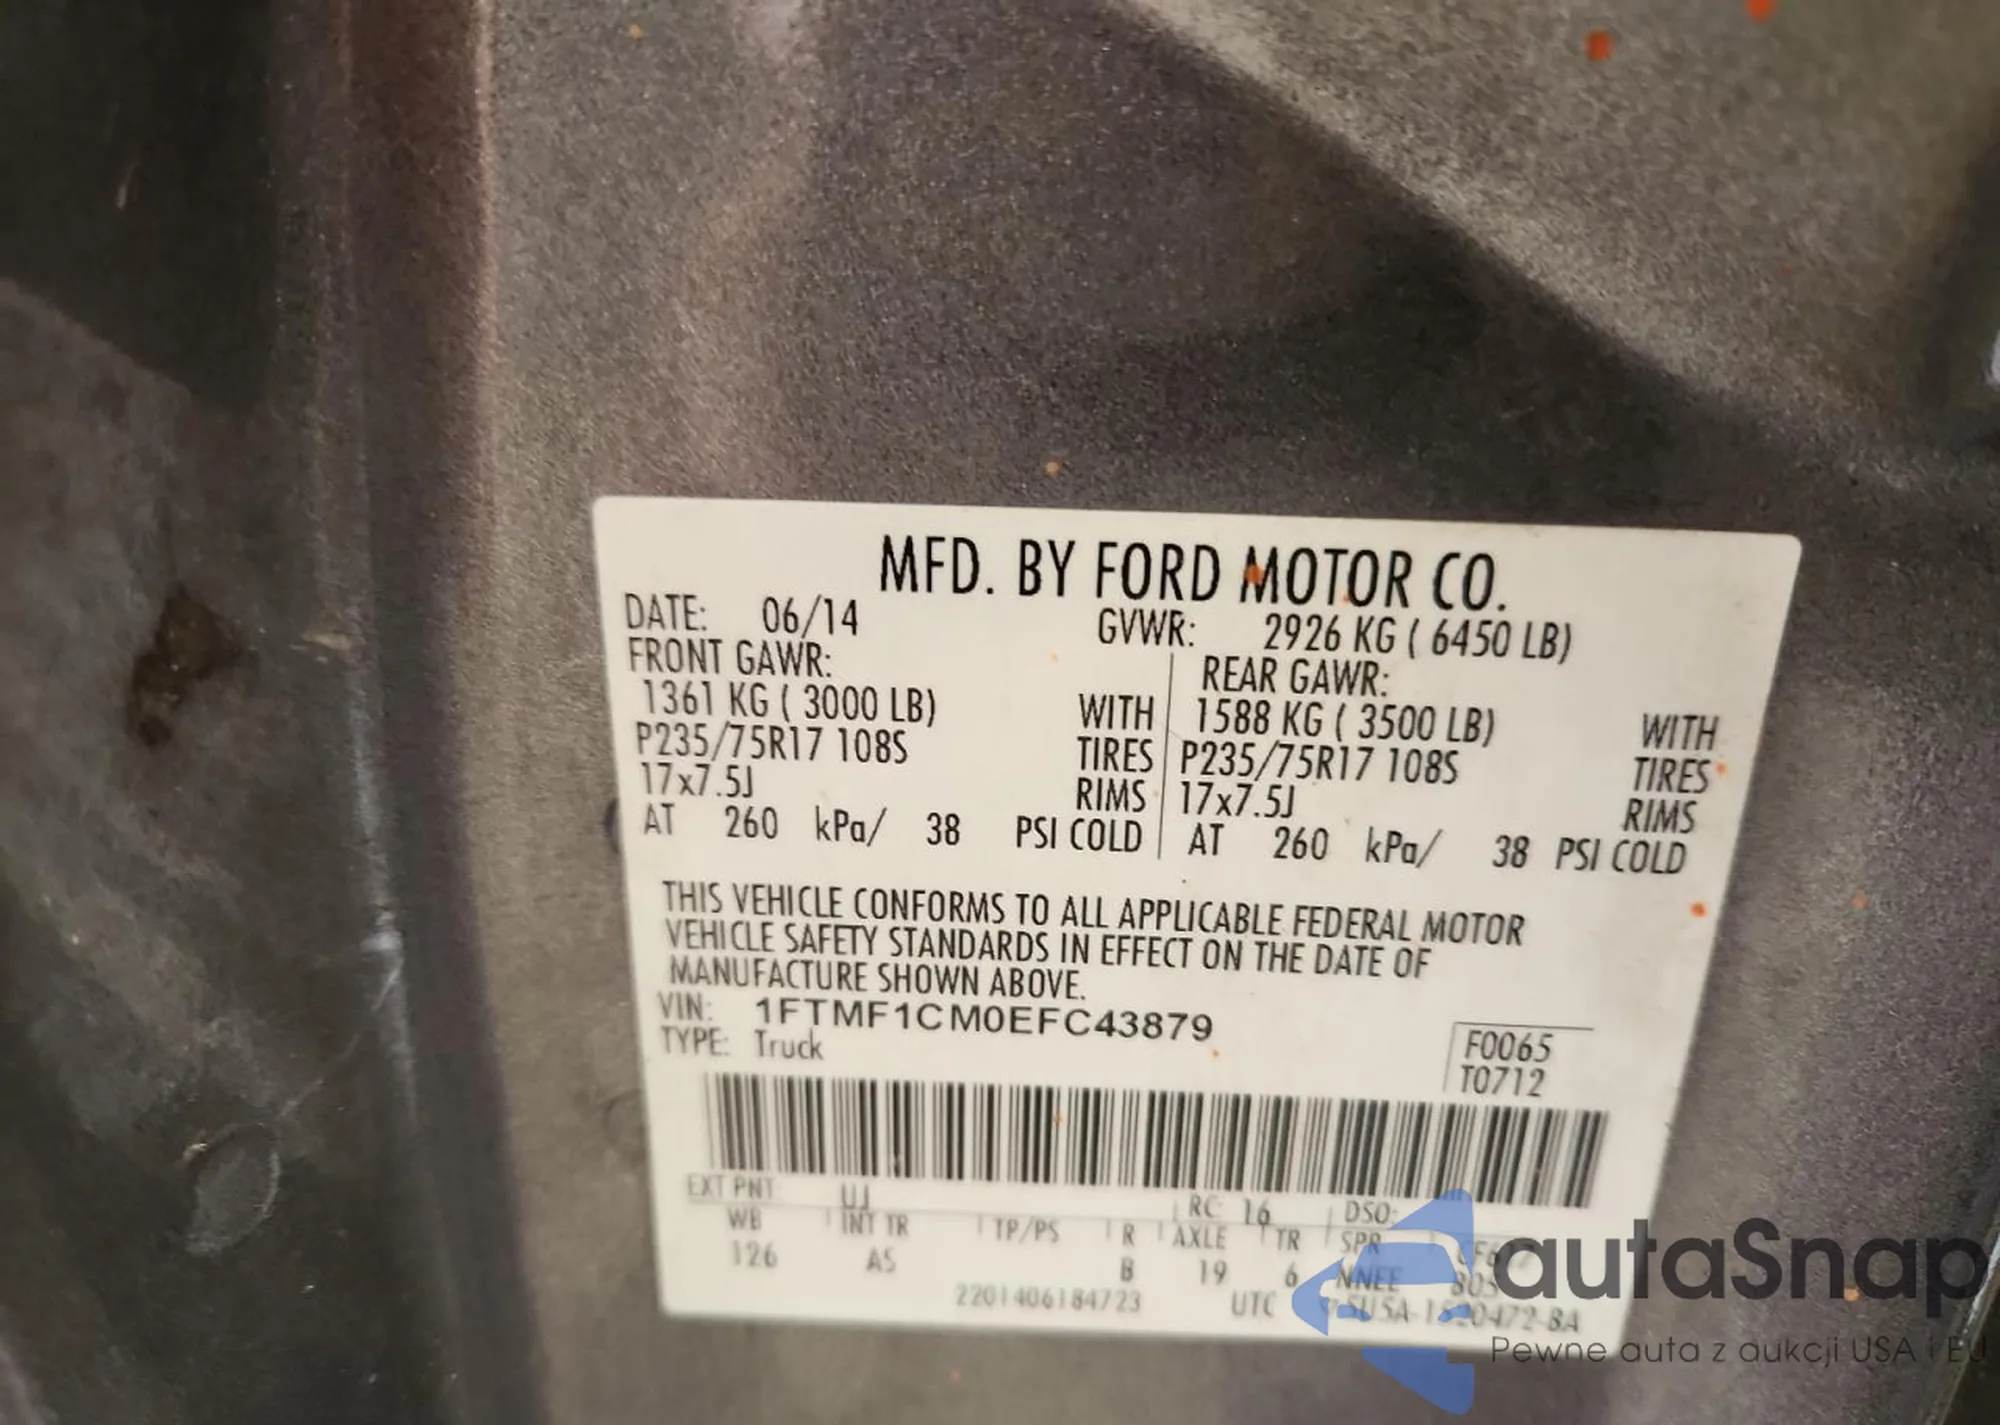 MFD. BY FORD MOTOR CO.
DATE: 06/14 GVWR: 2926 KG ( 6450 LB)
FRONT GAWR: REAR GAWR:
1361 KG ( 3000 LB) WITH 1588 KG ( 3500 LB) WITH
P235/75R17 108S TIRES P235/75R17 108S TIRES
17x7.5J RIMS 17x7.5J RIMS
AT 260 kPa/ 38 PSI COLD AT 260 kPa/ 38 PSI COLD
THIS VEHICLE CONFORMS TO ALL APPLICABLE FEDERAL MOTOR
VEHICLE SAFETY STANDARDS IN EFFECT ON THE DATE OF
MANUFACTURE SHOWN ABOVE.
VIN: 1FTMF1CM0EFC43879
TYPE: Truck
F0065
T0712
EXT PNT: UJ RC: 16 DSO:
WB INT TR TP/PS R AXLE TR SPR
126 AS B 19 6 NNEE
2201406184723 UTC
autaSnap
Pewne auta z aukcji USA i EU